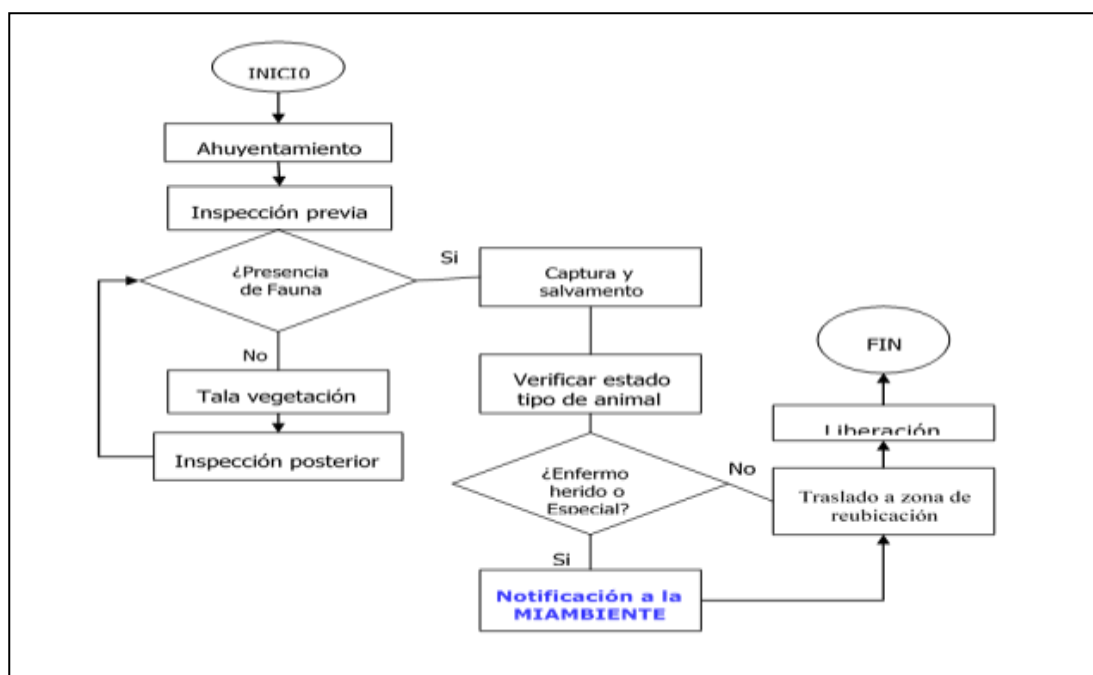 INICIO
Ahuyentamiento
Inspección previa
¿Presencia
de Fauna
Si
Captura y
salvamento
No
Tala vegetación
Inspección posterior
Verificar estado
tipo de animal
¿Enfermo
herido o
Especial?
No
Si
Notificación a la
MIAMBIENTE
Traslado a zona de
reubicación
Liberación
FIN